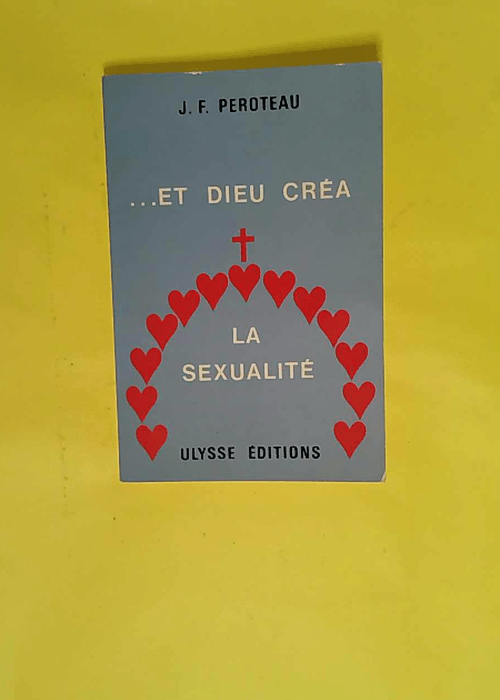 J. F. PEROTEAU
...ET DIEU CRÉA
LA
SEXUALITÉ
ULYSSE ÉDITIONS